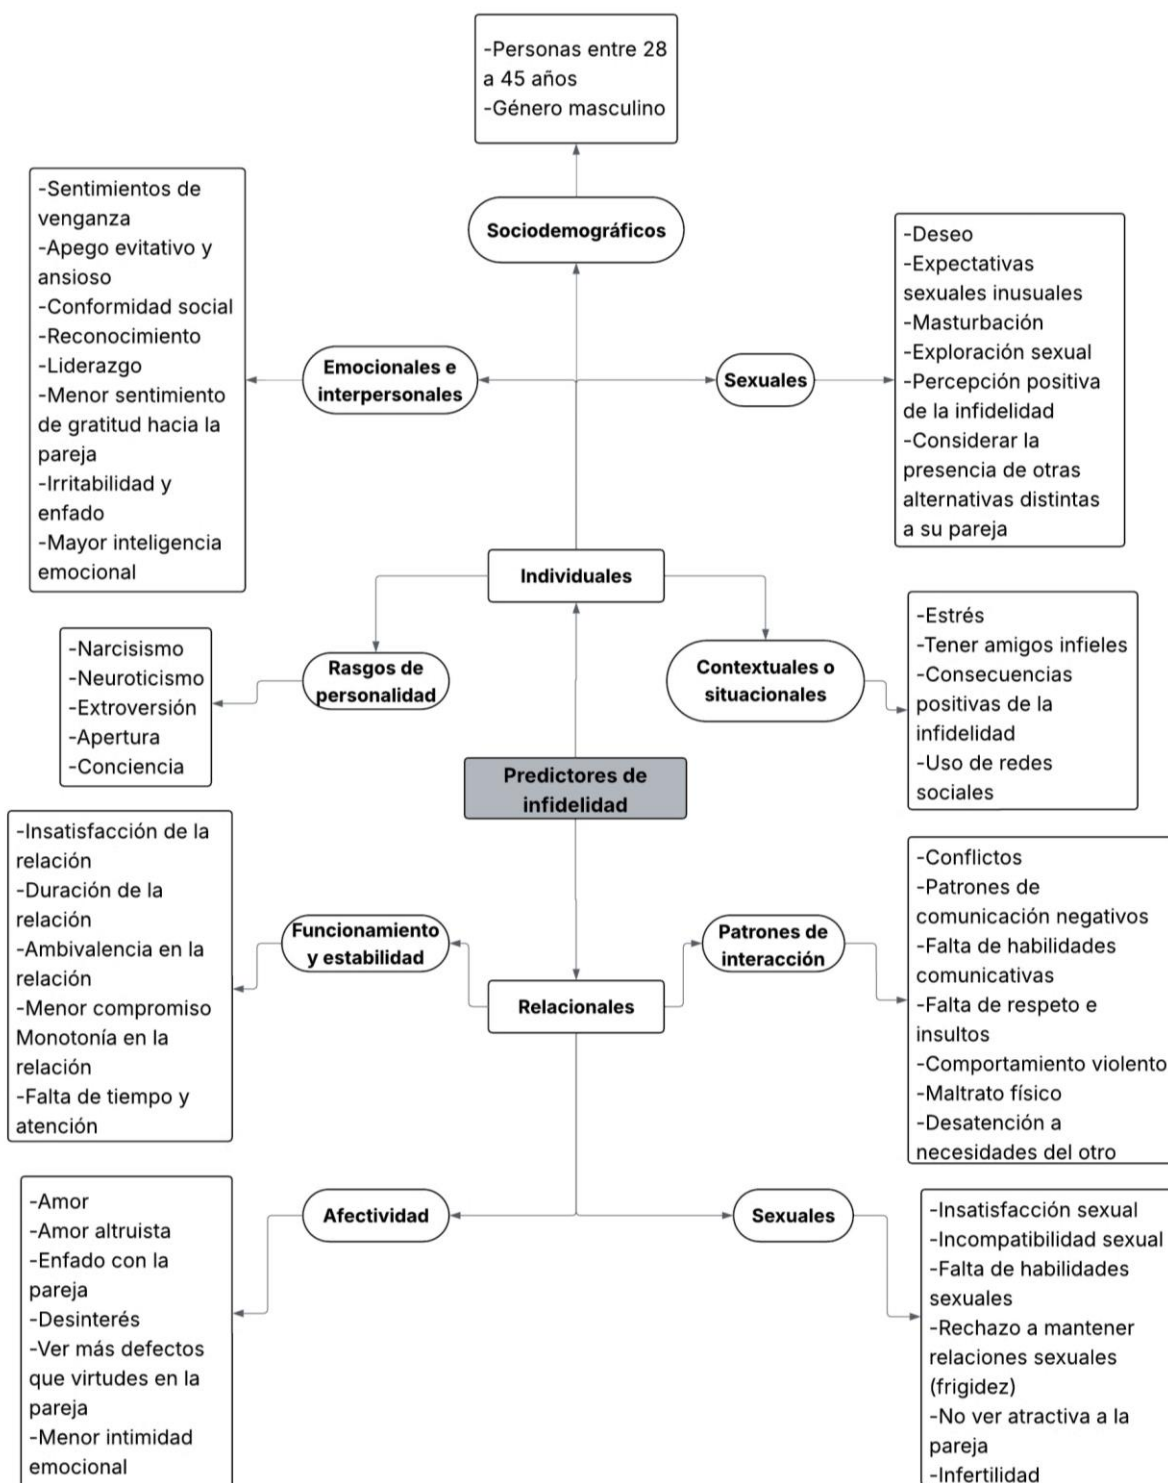 -Personas entre 28
a 45 años
-Género masculino
Sociodemográficos
-Sentimientos de
venganza
-Apego evitativo y
ansioso
-Conformidad social
-Reconocimiento
-Liderazgo
-Menor sentimiento
de gratitud hacia la
pareja
-Irritabilidad y
enfado
-Mayor inteligencia
emocional
Emocionales e
interpersonales
Sexuales
-Deseo
-Expectativas
sexuales inusuales
-Masturbación
-Exploración sexual
-Percepción positiva
de la infidelidad
-Considerar la
presencia de otras
alternativas distintas
a su pareja
Individuales
-Narcisismo
-Neuroticismo
-Extroversión
-Apertura
-Conciencia
Rasgos de
personalidad
Contextuales o
situacionales
-Estrés
-Tener amigos infieles
-Consecuencias
positivas de la
infidelidad
-Uso de redes
sociales
Predictores de
infidelidad
-Insatisfacción de la
relación
-Duración de la
relación
-Ambivalencia en la
relación
-Menor compromiso
Monotonía en la
relación
-Falta de tiempo y
atención
Funcionamiento
y estabilidad
Patrones de
interacción
-Conflictos
-Patrones de
comunicación negativos
-Falta de habilidades
comunicativas
-Falta de respeto e
insultos
-Comportamiento violento
-Maltrato físico
-Desatención a
necesidades del otro
Relacionales
-Amor
-Amor altruista
-Enfado con la
pareja
-Desinterés
-Ver más defectos
que virtudes en la
pareja
-Menor intimidad
emocional
Afectividad
Sexuales
-Insatisfacción sexual
-Incompatibilidad sexual
-Falta de habilidades
sexuales
-Rechazo a mantener
relaciones sexuales
(frigidez)
-No ver atractiva a la
pareja
-Infertilidad